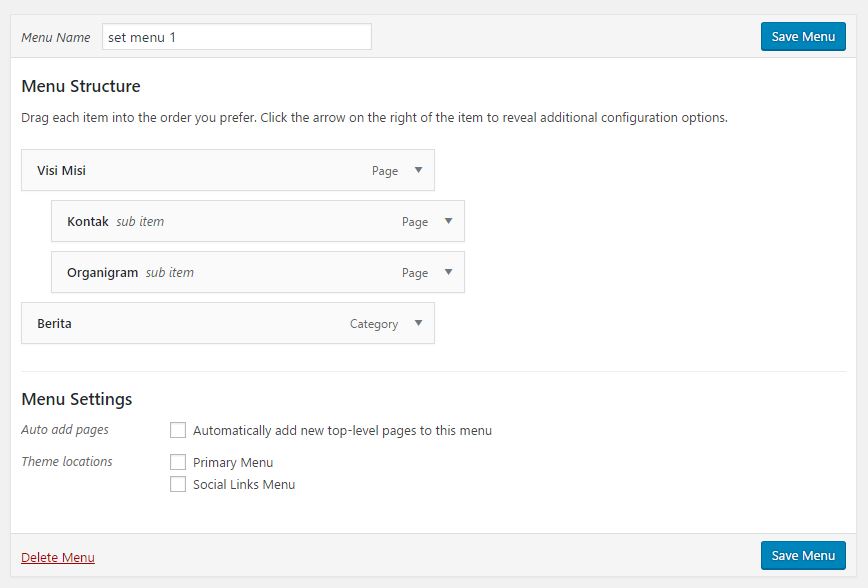 Menu Name set menu 1 Save Menu
Menu Structure
Drag each item into the order you prefer. Click the arrow on the right of the item to reveal additional configuration options.
Visi Misi Page
Kontak sub item Page
Organigram sub item Page
Berita Category
Menu Settings
Auto add pages Automatically add new top-level pages to this menu
Theme locations Primary Menu
Social Links Menu
Delete Menu Save Menu